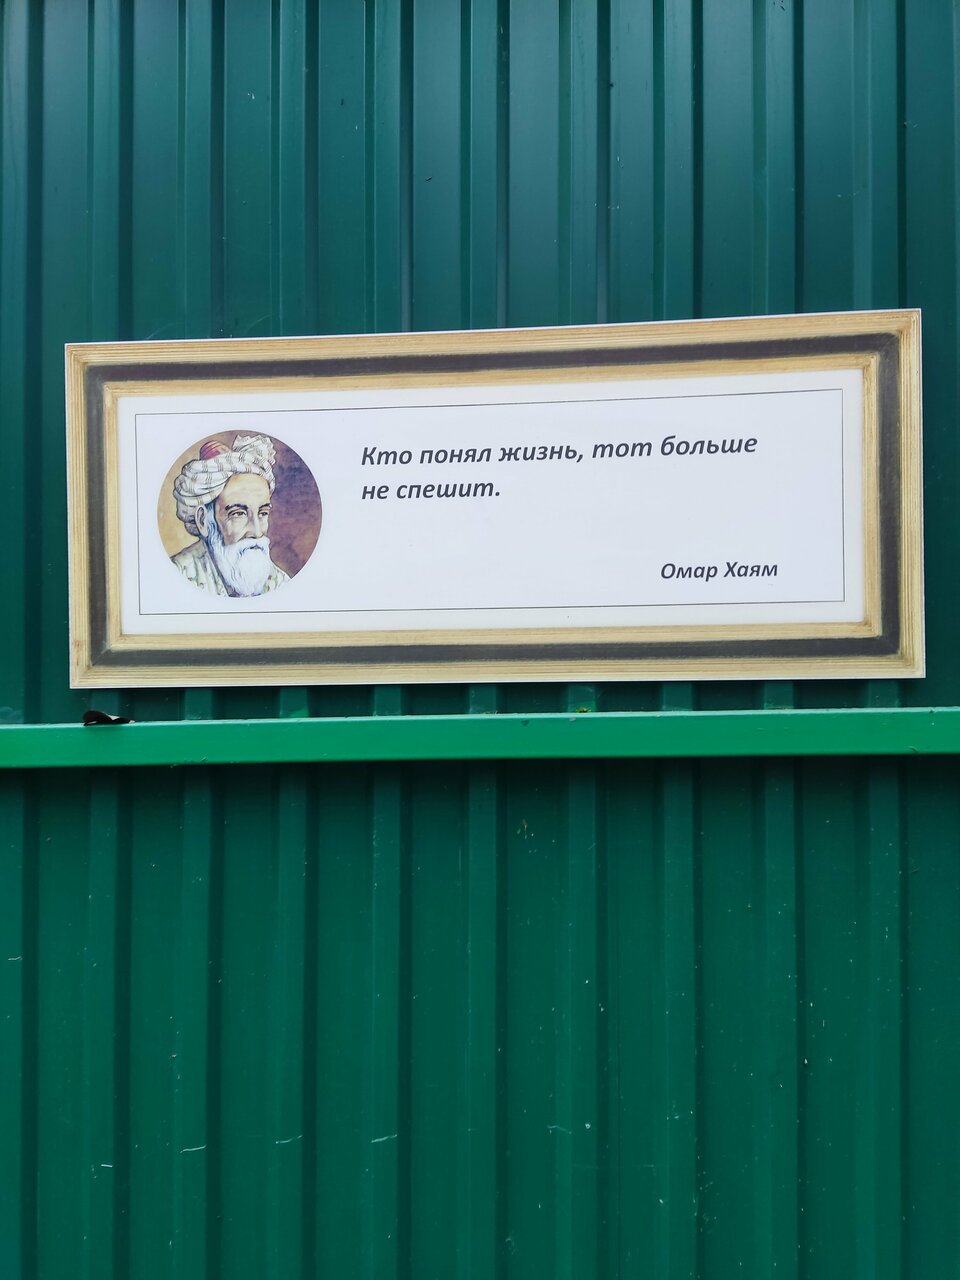 Кто понял жизнь, тот больше
не спешит.
Омар Хаям